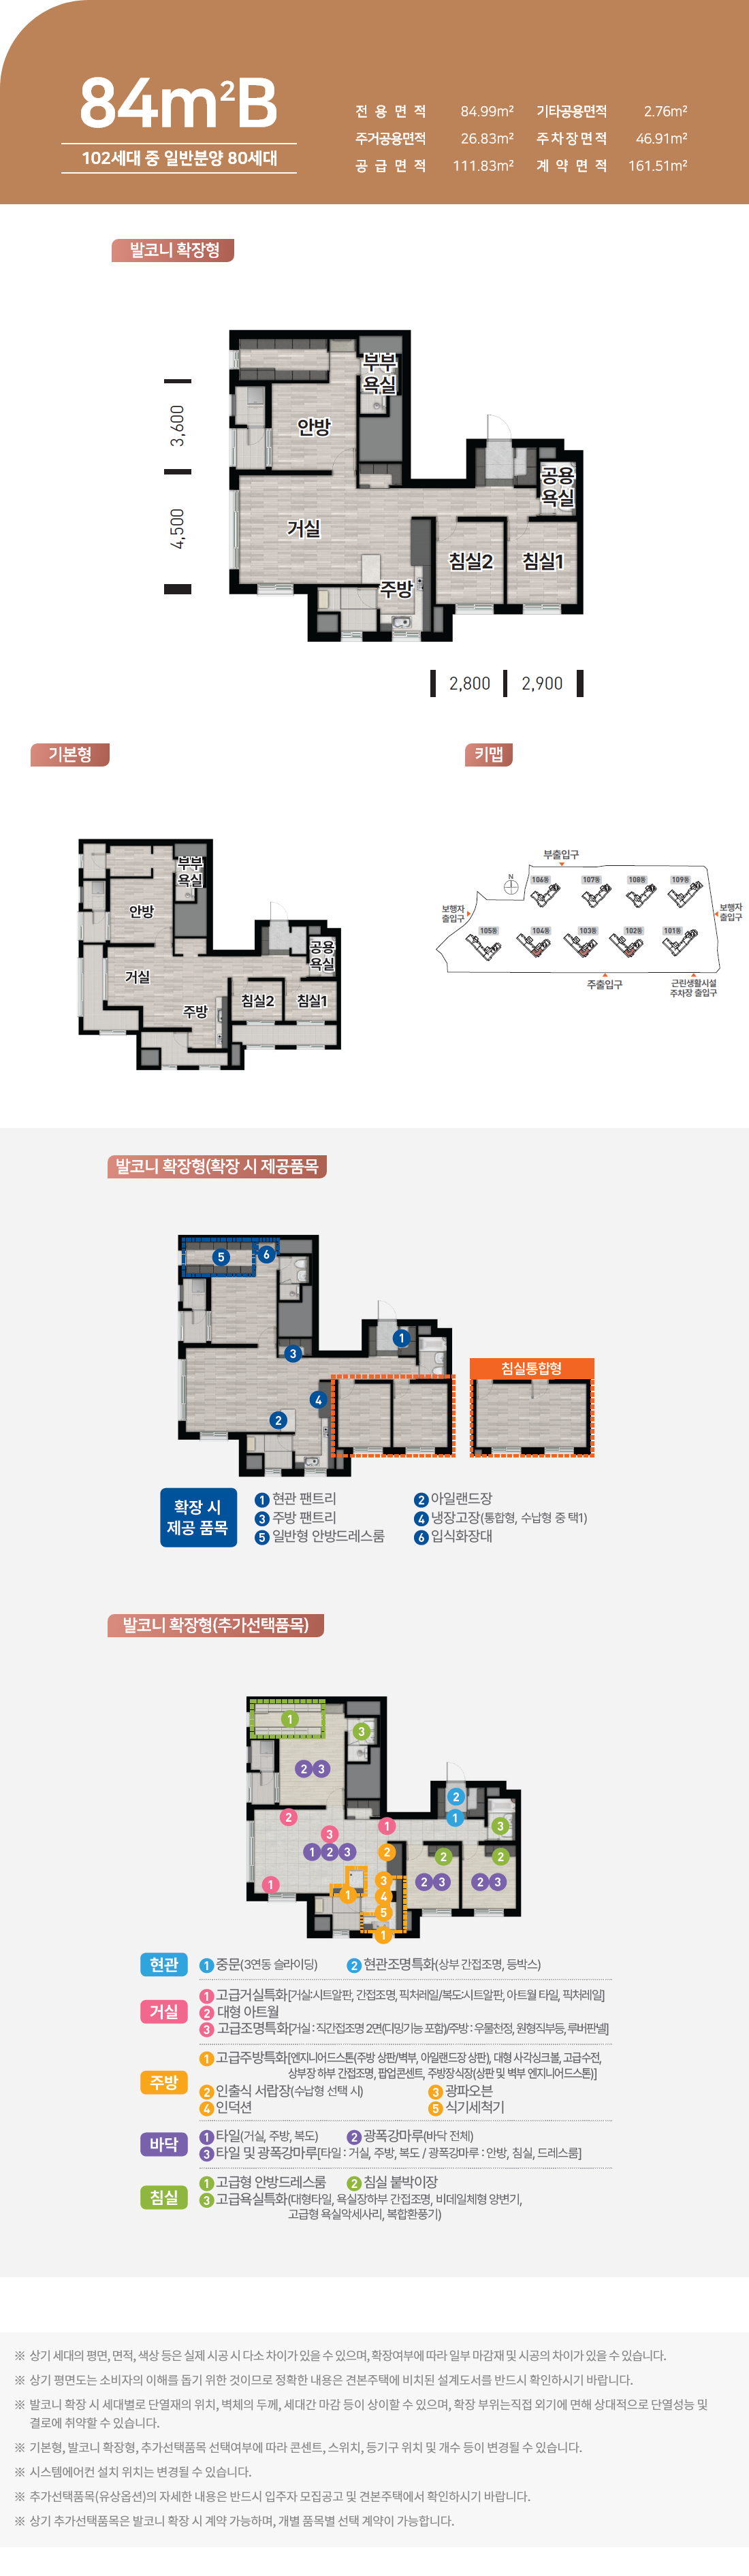 84m²B
102세대 중 일반분양 80세대
전용면적 84.99m² 기타공용면적 2.76m²
주거공용면적 26.83m² 주차장면적 46.91m²
공급면적 111.83m² 계약면적 161.51m²
발코니 확장형
부부
욕실
3,600
안방
공용
욕실
4,500
거실
침실2
침실1
주방
2,800
2,900
기본형
키맵
부부
욕실
안방
거실
공용
욕실
침실2
침실1
주방
부출입구
N
106동
107동
108동
109동
보행자
출입구
보행자
출입구
105동
104동
103동
102동
101동
주출입구
근린생활시설
주차장 출입구
발코니 확장형(확장 시 제공품목
5
6
1
3
침실통합형
4
2
확장 시
제공 품목
1 현관 팬트리
2 아일랜드장
3 주방 팬트리
4 냉장고장(통합형, 수납형 중 택1)
5 일반형 안방드레스룸
6 입식화장대
발코니 확장형(추가선택품목)
1
3
2 3
2
2
1
1
3
3
1 2 3
2
2
2
1
3
2 3
2 3
1
4
5
1
현관
1 중문(3연동 슬라이딩)
2 현관조명특화(상부 간접조명, 등박스)
거실
1 고급거실특화[거실:시트알판, 간접조명, 픽처레일/복도:시트알판, 아트월 타일, 픽처레일]
2 대형 아트월
3 고급조명특화[거실 : 직간접조명 2면(디밍기능 포함)/주방 : 우물천정, 원형직부등, 루버판넬]
주방
1 고급주방특화[엔지니어드스톤(주방 상판/벽부, 아일랜드장 상판), 대형 사각싱크볼, 고급수전,
상부장 하부 간접조명, 팝업콘센트, 주방장식장(상판 및 벽부 엔지니어드스톤)]
2 인출식 서랍장(수납형 선택 시)
3 광파오븐
4 인덕션
5 식기세척기
바닥
1 타일(거실, 주방, 복도)
2 광폭강마루(바닥 전체)
3 타일 및 광폭강마루[타일 : 거실, 주방, 복도 / 광폭강마루 : 안방, 침실, 드레스룸]
침실
1 고급형 안방드레스룸
2 침실 붙박이장
3 고급욕실특화(대형타일, 욕실장하부 간접조명, 비데일체형 양변기,
고급형 욕실악세사리, 복합환풍기)
※ 상기 세대의 평면, 면적, 색상 등은 실제 시공 시 다소 차이가 있을 수 있으며, 확장여부에 따라 일부 마감재 및 시공의 차이가 있을 수 있습니다.
※ 상기 평면도는 소비자의 이해를 돕기 위한 것이므로 정확한 내용은 견본주택에 비치된 설계도서를 반드시 확인하시기 바랍니다.
※ 발코니 확장 시 세대별로 단열재의 위치, 벽체의 두께, 세대간 마감 등이 상이할 수 있으며, 확장 부위는직접 외기에 면해 상대적으로 단열성능 및
결로에 취약할 수 있습니다.
※ 기본형, 발코니 확장형, 추가선택품목 선택여부에 따라 콘센트, 스위치, 등기구 위치 및 개수 등이 변경될 수 있습니다.
※ 시스템에어컨 설치 위치는 변경될 수 있습니다.
※ 추가선택품목(유상옵션)의 자세한 내용은 반드시 입주자 모집공고 및 견본주택에서 확인하시기 바랍니다.
※ 상기 추가선택품목은 발코니 확장 시 계약 가능하며, 개별 품목별 선택 계약이 가능합니다.